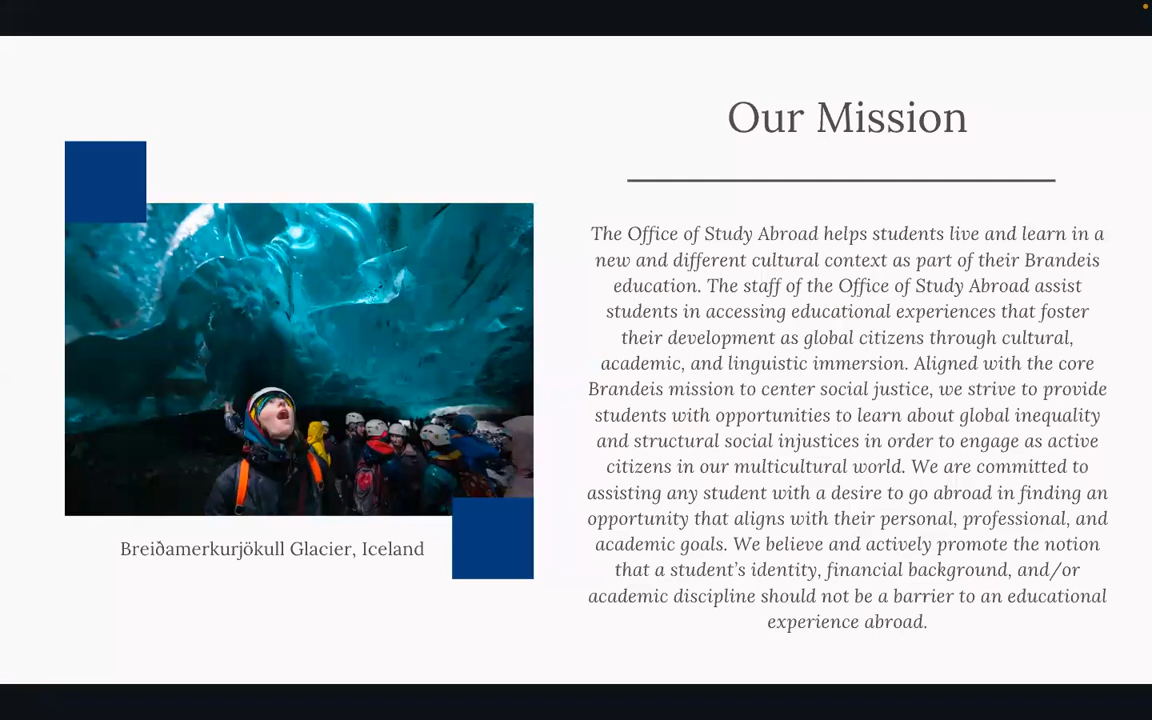 Our Mission
The Office of Study Abroad helps students live and learn in a
new and different cultural context as part of their Brandeis
education. The staff of the Office of Study Abroad assist
students in accessing educational experiences that foster
their development as global citizens through cultural,
academic, and linguistic immersion. Aligned with the core
Brandeis mission to center social justice, we strive to provide
students with opportunities to learn about global inequality
and structural social injustices in order to engage as active
citizens in our multicultural world. We are committed to
assisting any student with a desire to go abroad in finding an
opportunity that aligns with their personal, professional, and
academic goals. We believe and actively promote the notion
that a student’s identity, financial background, and/or
academic discipline should not be a barrier to an educational
experience abroad.
Breiðamerkurjökull Glacier, Iceland